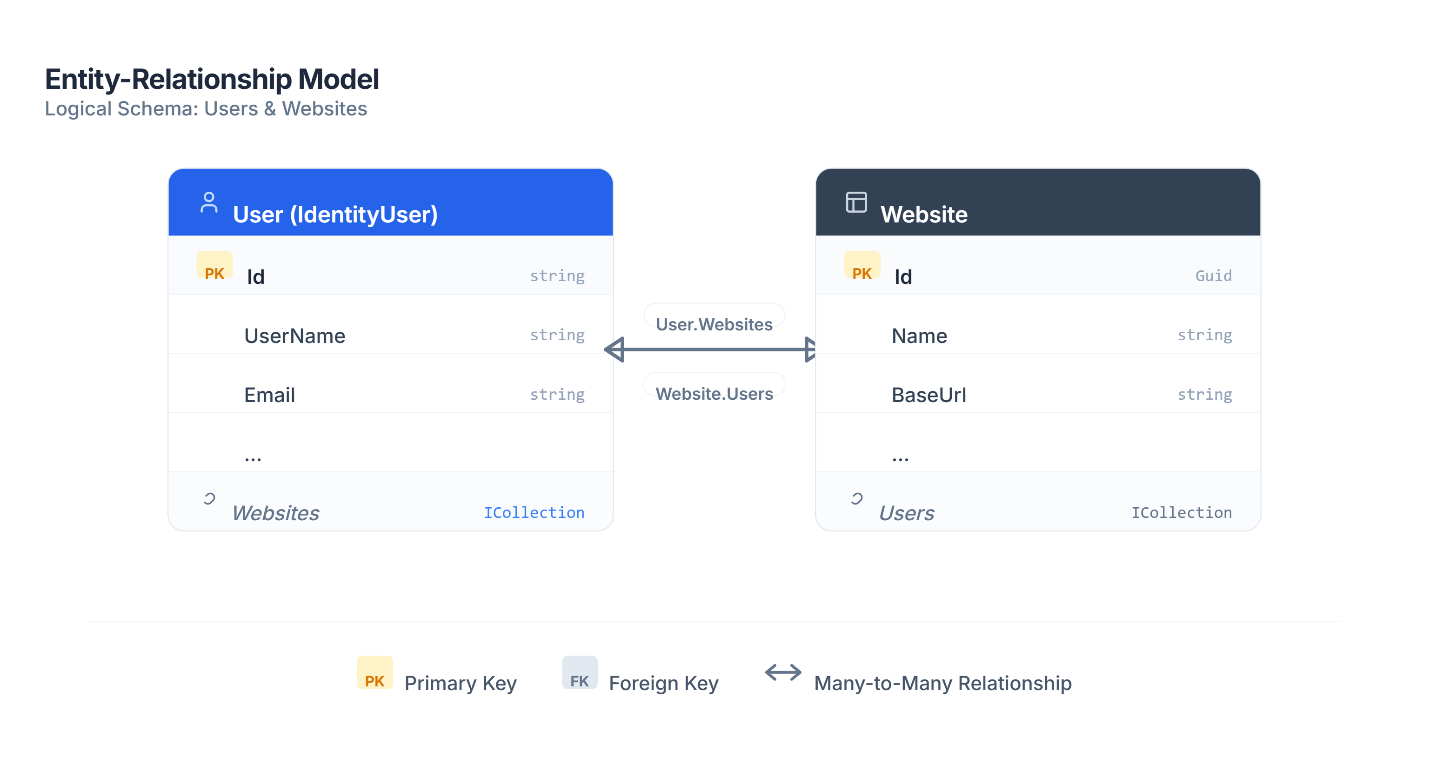 Entity-Relationship Model
Logical Schema: Users & Websites
User (IdentityUser)
PK Id string
UserName string
Email string
...
Websites ICollection
User.Websites
Website.Users
Website
PK Id Guid
Name string
BaseUrl string
...
Users ICollection
PK Primary Key
FK Foreign Key
Many-to-Many Relationship